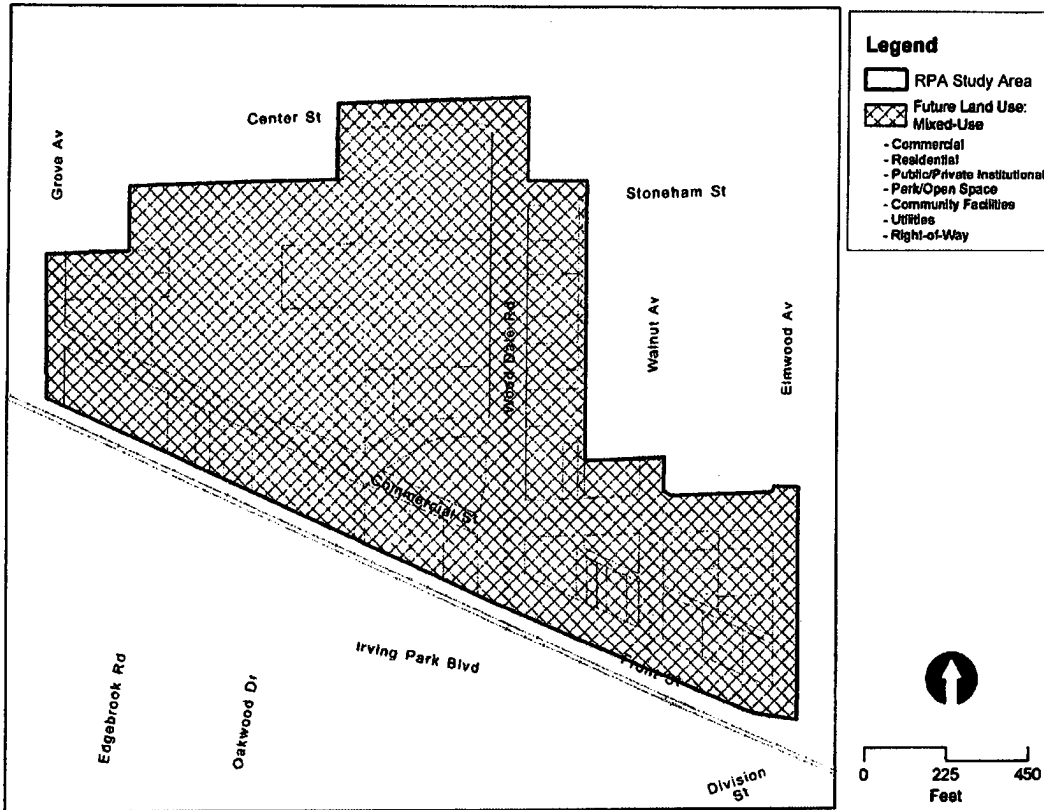 Legend
RPA Study Area
Future Land Use:
Mixed-Use
- Commercial
- Residential
- Public/Private Institutional
- Park/Open Space
- Community Facilities
- Utilities
- Right-of-Way
Center St
Grove Av
Stoneham St
Wood Dale Rd
Walnut Av
Elmwood Av
Commercial St
Irving Park Blvd
Front St
Edgebrook Rd
Oakwood Dr
Division
St
0 225 450
Feet